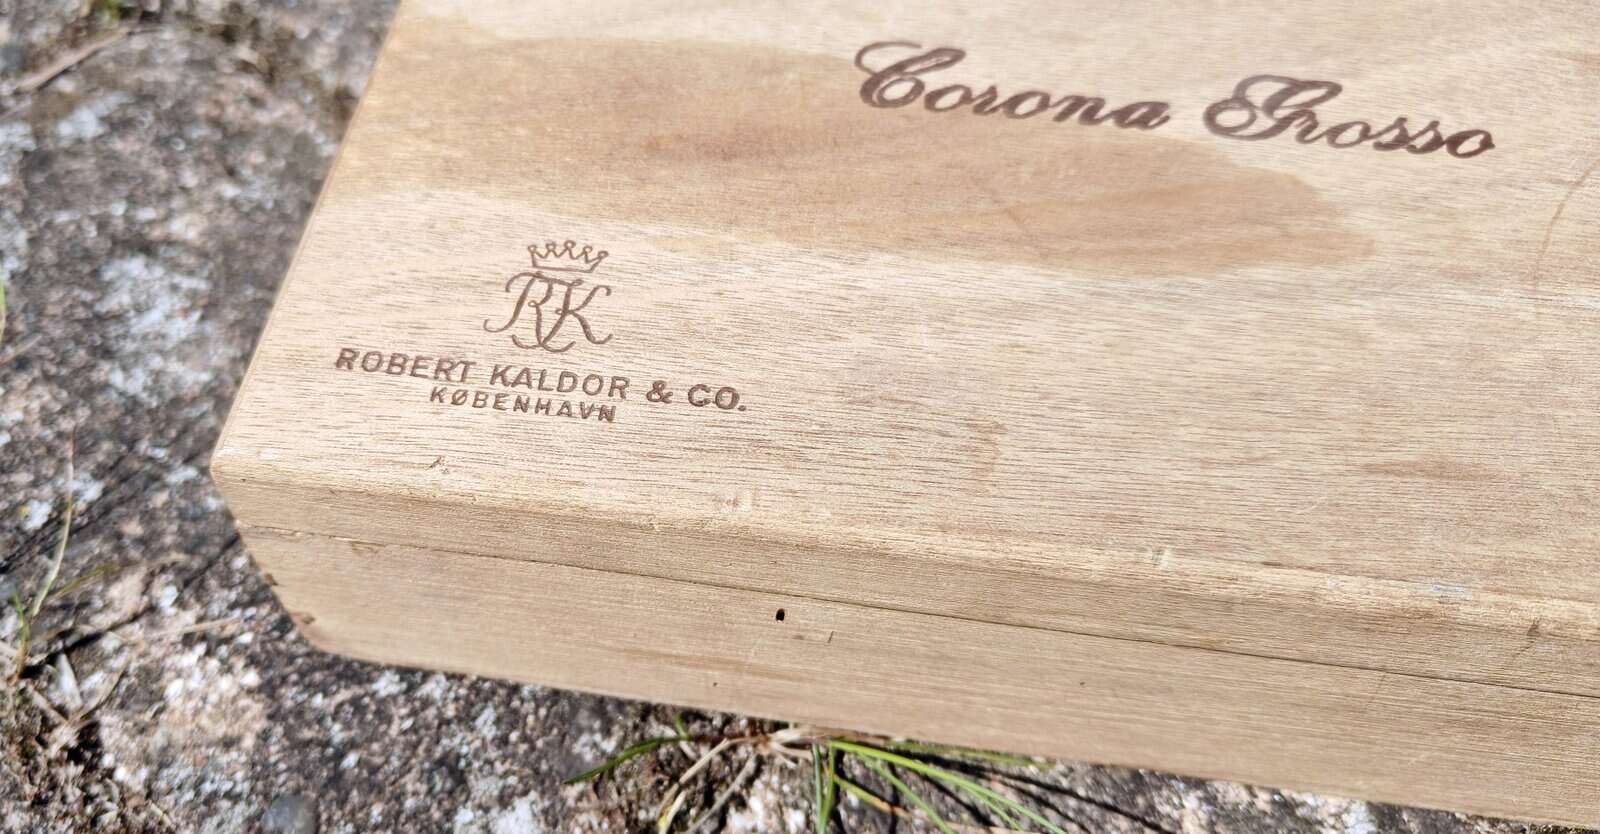 Corona Grosso
RK
ROBERT KALDOR & CO.
KØBENHAVN